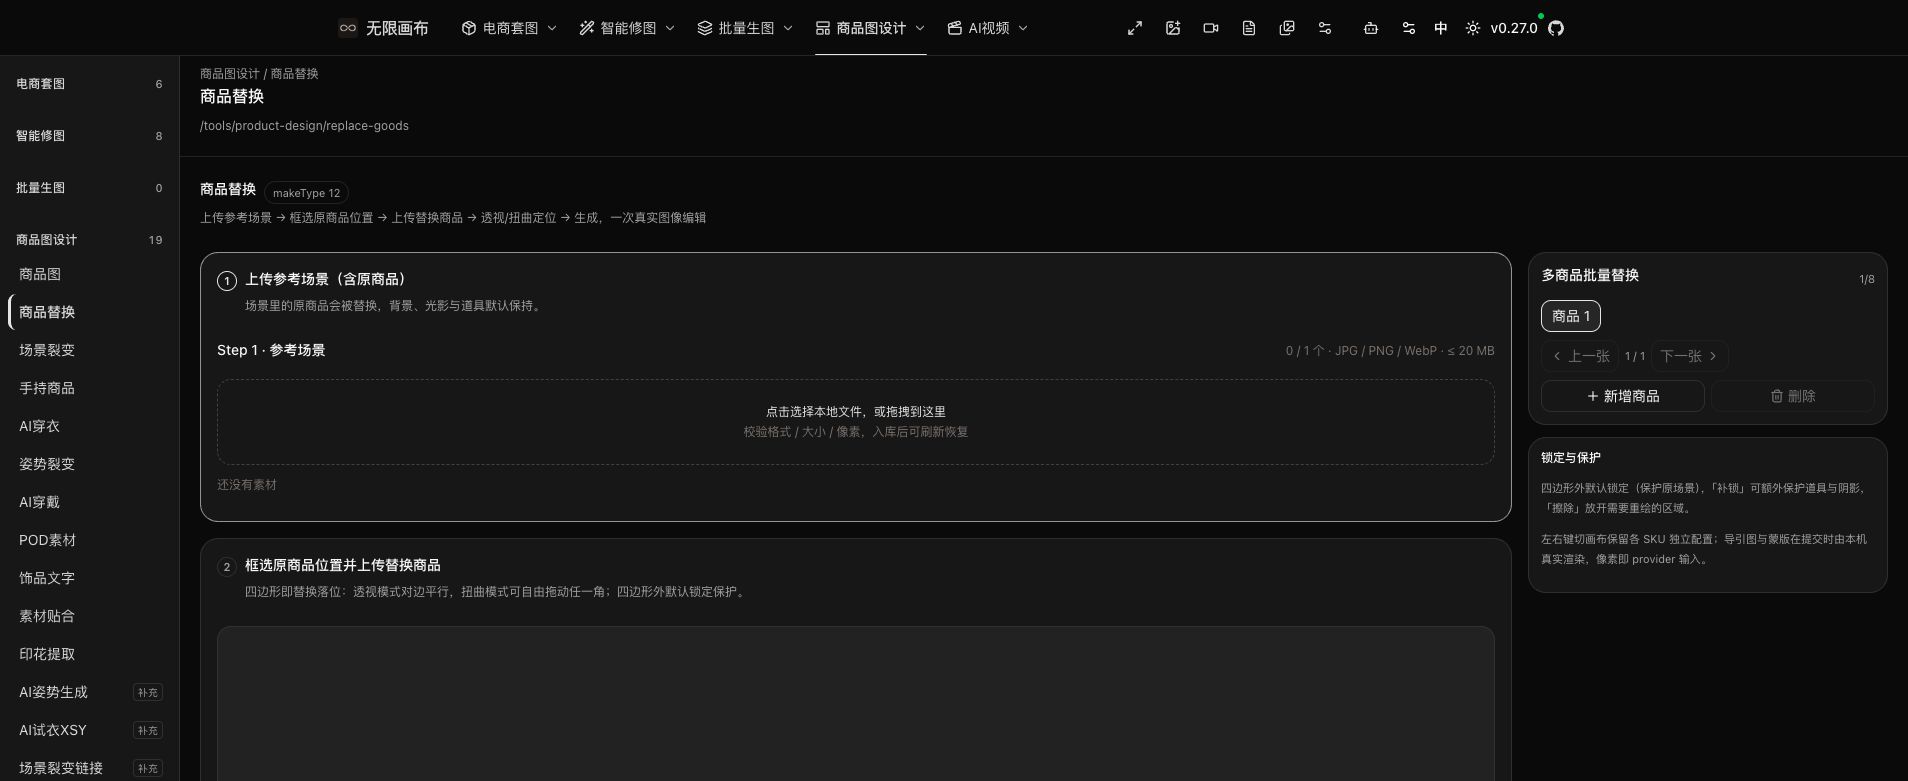 无限画布
电商套图
智能修图
批量生图
商品图设计
AI视频
中
v0.27.0
电商套图 6
智能修图 8
批量生图 0
商品图设计 19
商品图
商品替换
场景裂变
手持商品
AI穿衣
姿势裂变
AI穿戴
POD素材
饰品文字
素材贴合
印花提取
AI姿势生成 补充
AI试衣XSY 补充
场景裂变链接 补充
商品图设计 / 商品替换
商品替换
/tools/product-design/replace-goods
商品替换 makeType 12
上传参考场景 → 框选原商品位置 → 上传替换商品 → 透视/扭曲定位 → 生成，一次真实图像编辑
1 上传参考场景（含原商品）
场景里的原商品会被替换，背景、光影与道具默认保持。
Step 1 · 参考场景
0 / 1 个 · JPG / PNG / WebP · ≤ 20 MB
点击选择本地文件，或拖拽到这里
校验格式 / 大小 / 像素，入库后可刷新恢复
还没有素材
2 框选原商品位置并上传替换商品
四边形即替换落位：透视模式对边平行，扭曲模式可自由拖动任一角；四边形外默认锁定保护。
多商品批量替换 1/8
商品 1
上一张 1 / 1 下一张
新增商品 删除
锁定与保护
四边形外默认锁定（保护原场景），「补锁」可额外保护道具与阴影，
「擦除」放开需要重绘的区域。
左右键切画布保留各 SKU 独立配置；导引图与蒙版在提交时由本机
真实渲染，像素即 provider 输入。